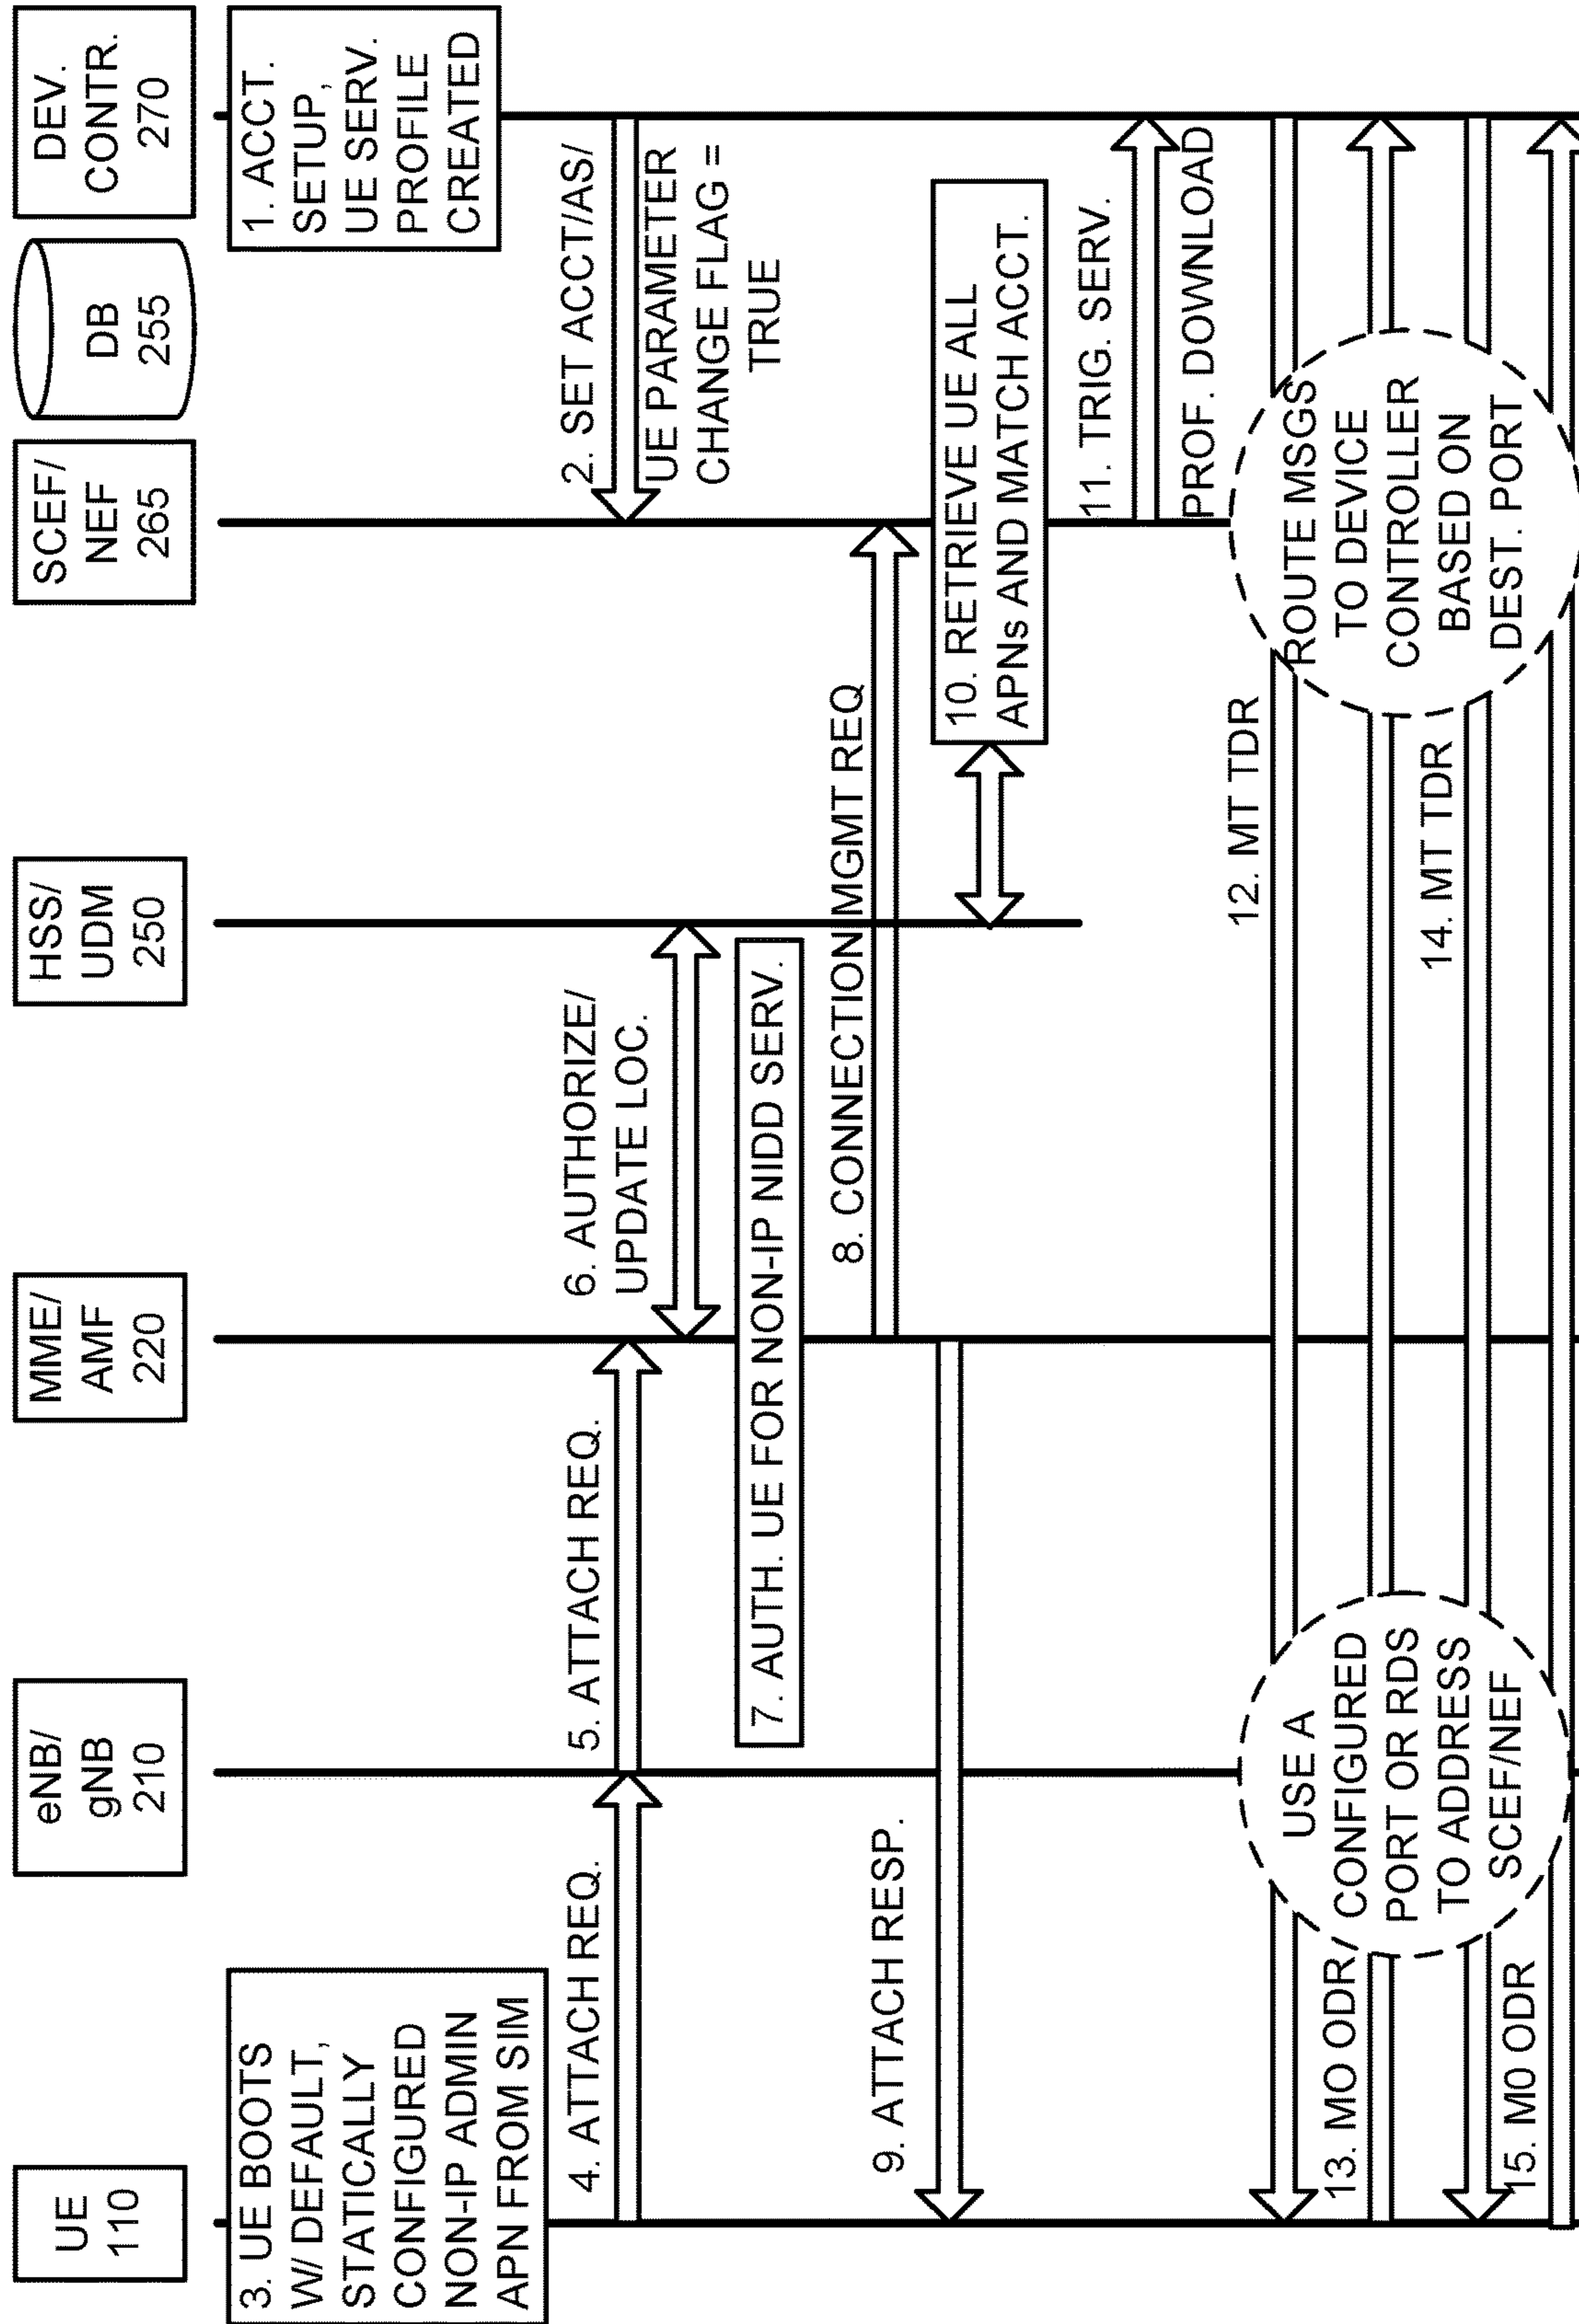 UE
110
eNB/
gNB
210
MME/
AMF
220
HSS/
UDM
250
SCEF/
NEF
265
DB
255
DEV.
CONTR.
270
1. ACCT.
SETUP,
UE SERV.
PROFILE
CREATED
2. SET ACCT/AS/
UE PARAMETER
CHANGE FLAG =
TRUE
3. UE BOOTS
W/ DEFAULT,
STATICALLY
CONFIGURED
NON-IP ADMIN
APN FROM SIM
4. ATTACH REQ.
5. ATTACH REQ.
6. AUTHORIZE/
UPDATE LOC.
7. AUTH. UE FOR NON-IP NIDD SERV.
8. CONNECTION MGMT REQ
9. ATTACH RESP.
10. RETRIEVE UE ALL
APNs AND MATCH ACCT.
11. TRIG. SERV.
PROF. DOWNLOAD
12. MT TDR
USE A
CONFIGURED
PORT OR RDS
TO ADDRESS
SCEF/NEF
ROUTE MSGS
TO DEVICE
CONTROLLER
BASED ON
DEST. PORT
13. MO ODR
14. MT TDR
15. M0 ODR